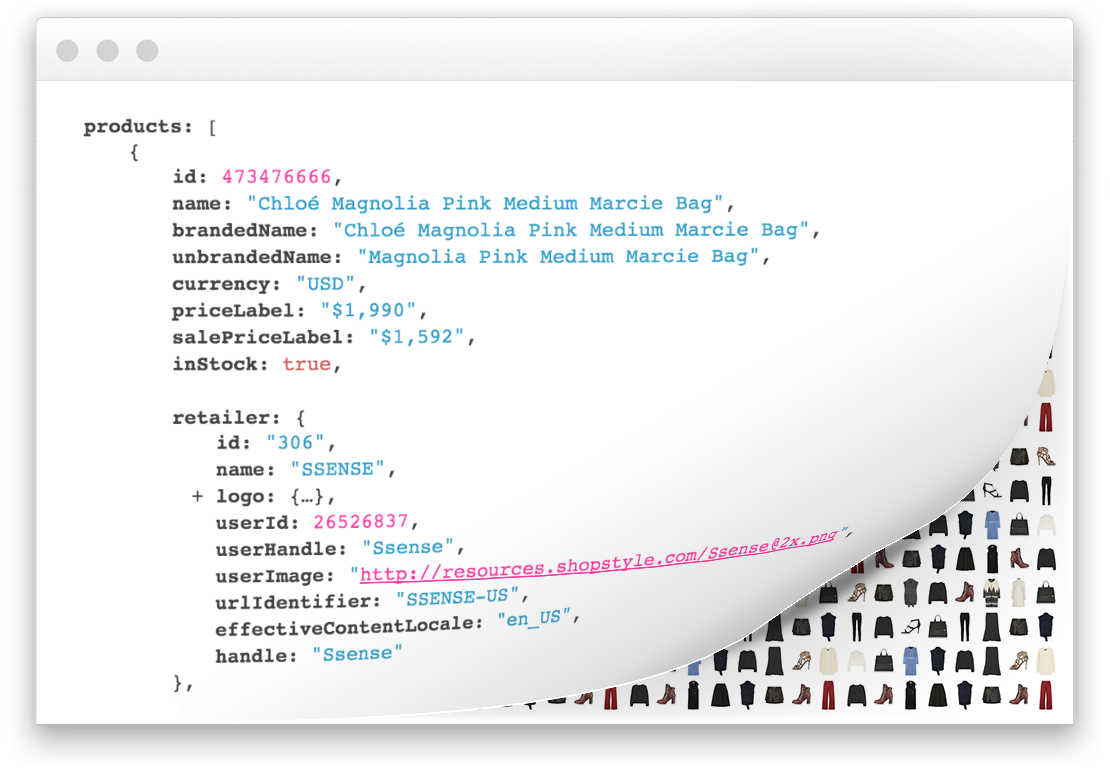 products: [
{
id: 473476666,
name: "Chloé Magnolia Pink Medium Marcie Bag",
brandedName: "Chloé Magnolia Pink Medium Marcie Bag",
unbrandedName: "Magnolia Pink Medium Marcie Bag",
currency: "USD",
priceLabel: "$1,990",
salePriceLabel: "$1,592",
inStock: true,
retailer: {
id: "306",
name: "SSENSE",
+ logo: {…},
userId: 26526837,
userHandle: "Ssense",
userImage: "http://resources.shopstyle.com/Ssense@2x.png",
urlIdentifier: "SSENSE-US",
effectiveContentLocale: "en_US",
handle: "Ssense"
},